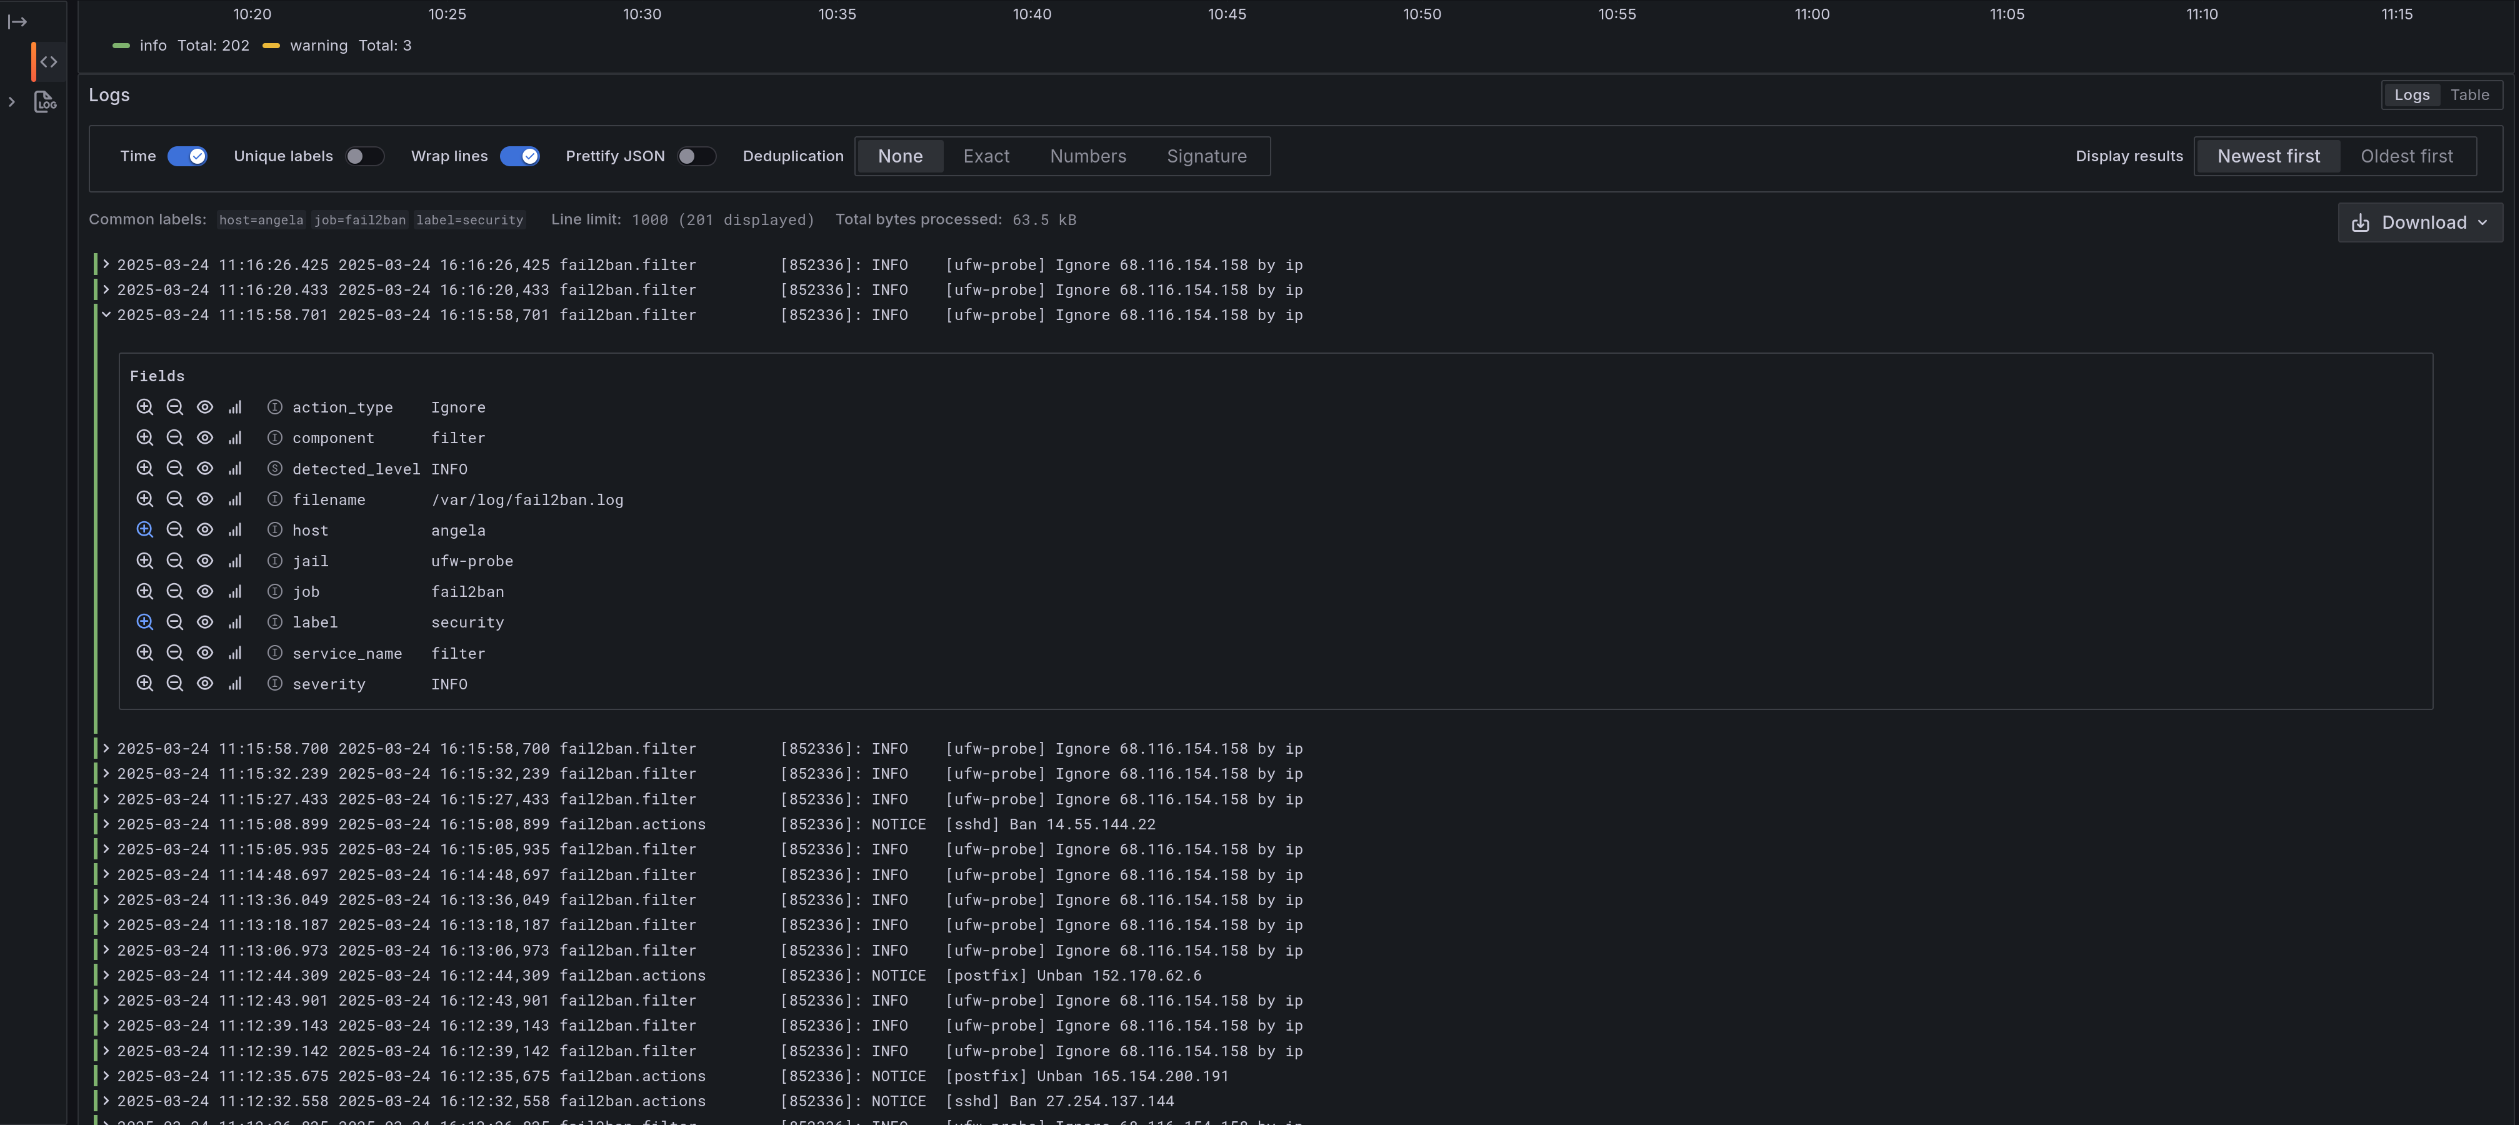 10:20 10:25 10:30 10:35 10:40 10:45 10:50 10:55 11:00 11:05 11:10 11:15
info Total: 202 warning Total: 3
LOG
Logs
Logs Table
Time Unique labels Wrap lines Prettify JSON Deduplication None Exact Numbers Signature Display results Newest first Oldest first
Common labels: host=angela job=fail2ban label=security Line limit: 1000 (201 displayed) Total bytes processed: 63.5 kB
Download
2025-03-24 11:16:26.425 2025-03-24 16:16:26,425 fail2ban.filter [852336]: INFO [ufw-probe] Ignore 68.116.154.158 by ip
2025-03-24 11:16:20.433 2025-03-24 16:16:20,433 fail2ban.filter [852336]: INFO [ufw-probe] Ignore 68.116.154.158 by ip
2025-03-24 11:15:58.701 2025-03-24 16:15:58,701 fail2ban.filter [852336]: INFO [ufw-probe] Ignore 68.116.154.158 by ip
Fields
action_type Ignore
component filter
detected_level INFO
filename /var/log/fail2ban.log
host angela
jail ufw-probe
job fail2ban
label security
service_name filter
severity INFO
2025-03-24 11:15:58.700 2025-03-24 16:15:58,700 fail2ban.filter [852336]: INFO [ufw-probe] Ignore 68.116.154.158 by ip
2025-03-24 11:15:32.239 2025-03-24 16:15:32,239 fail2ban.filter [852336]: INFO [ufw-probe] Ignore 68.116.154.158 by ip
2025-03-24 11:15:27.433 2025-03-24 16:15:27,433 fail2ban.filter [852336]: INFO [ufw-probe] Ignore 68.116.154.158 by ip
2025-03-24 11:15:08.899 2025-03-24 16:15:08,899 fail2ban.actions [852336]: NOTICE [sshd] Ban 14.55.144.22
2025-03-24 11:15:05.935 2025-03-24 16:15:05,935 fail2ban.filter [852336]: INFO [ufw-probe] Ignore 68.116.154.158 by ip
2025-03-24 11:14:48.697 2025-03-24 16:14:48,697 fail2ban.filter [852336]: INFO [ufw-probe] Ignore 68.116.154.158 by ip
2025-03-24 11:13:36.049 2025-03-24 16:13:36,049 fail2ban.filter [852336]: INFO [ufw-probe] Ignore 68.116.154.158 by ip
2025-03-24 11:13:18.187 2025-03-24 16:13:18,187 fail2ban.filter [852336]: INFO [ufw-probe] Ignore 68.116.154.158 by ip
2025-03-24 11:13:06.973 2025-03-24 16:13:06,973 fail2ban.filter [852336]: INFO [ufw-probe] Ignore 68.116.154.158 by ip
2025-03-24 11:12:44.309 2025-03-24 16:12:44,309 fail2ban.actions [852336]: NOTICE [postfix] Unban 152.170.62.6
2025-03-24 11:12:43.901 2025-03-24 16:12:43,901 fail2ban.filter [852336]: INFO [ufw-probe] Ignore 68.116.154.158 by ip
2025-03-24 11:12:39.143 2025-03-24 16:12:39,143 fail2ban.filter [852336]: INFO [ufw-probe] Ignore 68.116.154.158 by ip
2025-03-24 11:12:39.142 2025-03-24 16:12:39,142 fail2ban.filter [852336]: INFO [ufw-probe] Ignore 68.116.154.158 by ip
2025-03-24 11:12:35.675 2025-03-24 16:12:35,675 fail2ban.actions [852336]: NOTICE [postfix] Unban 165.154.200.191
2025-03-24 11:12:32.558 2025-03-24 16:12:32,558 fail2ban.actions [852336]: NOTICE [sshd] Ban 27.254.137.144